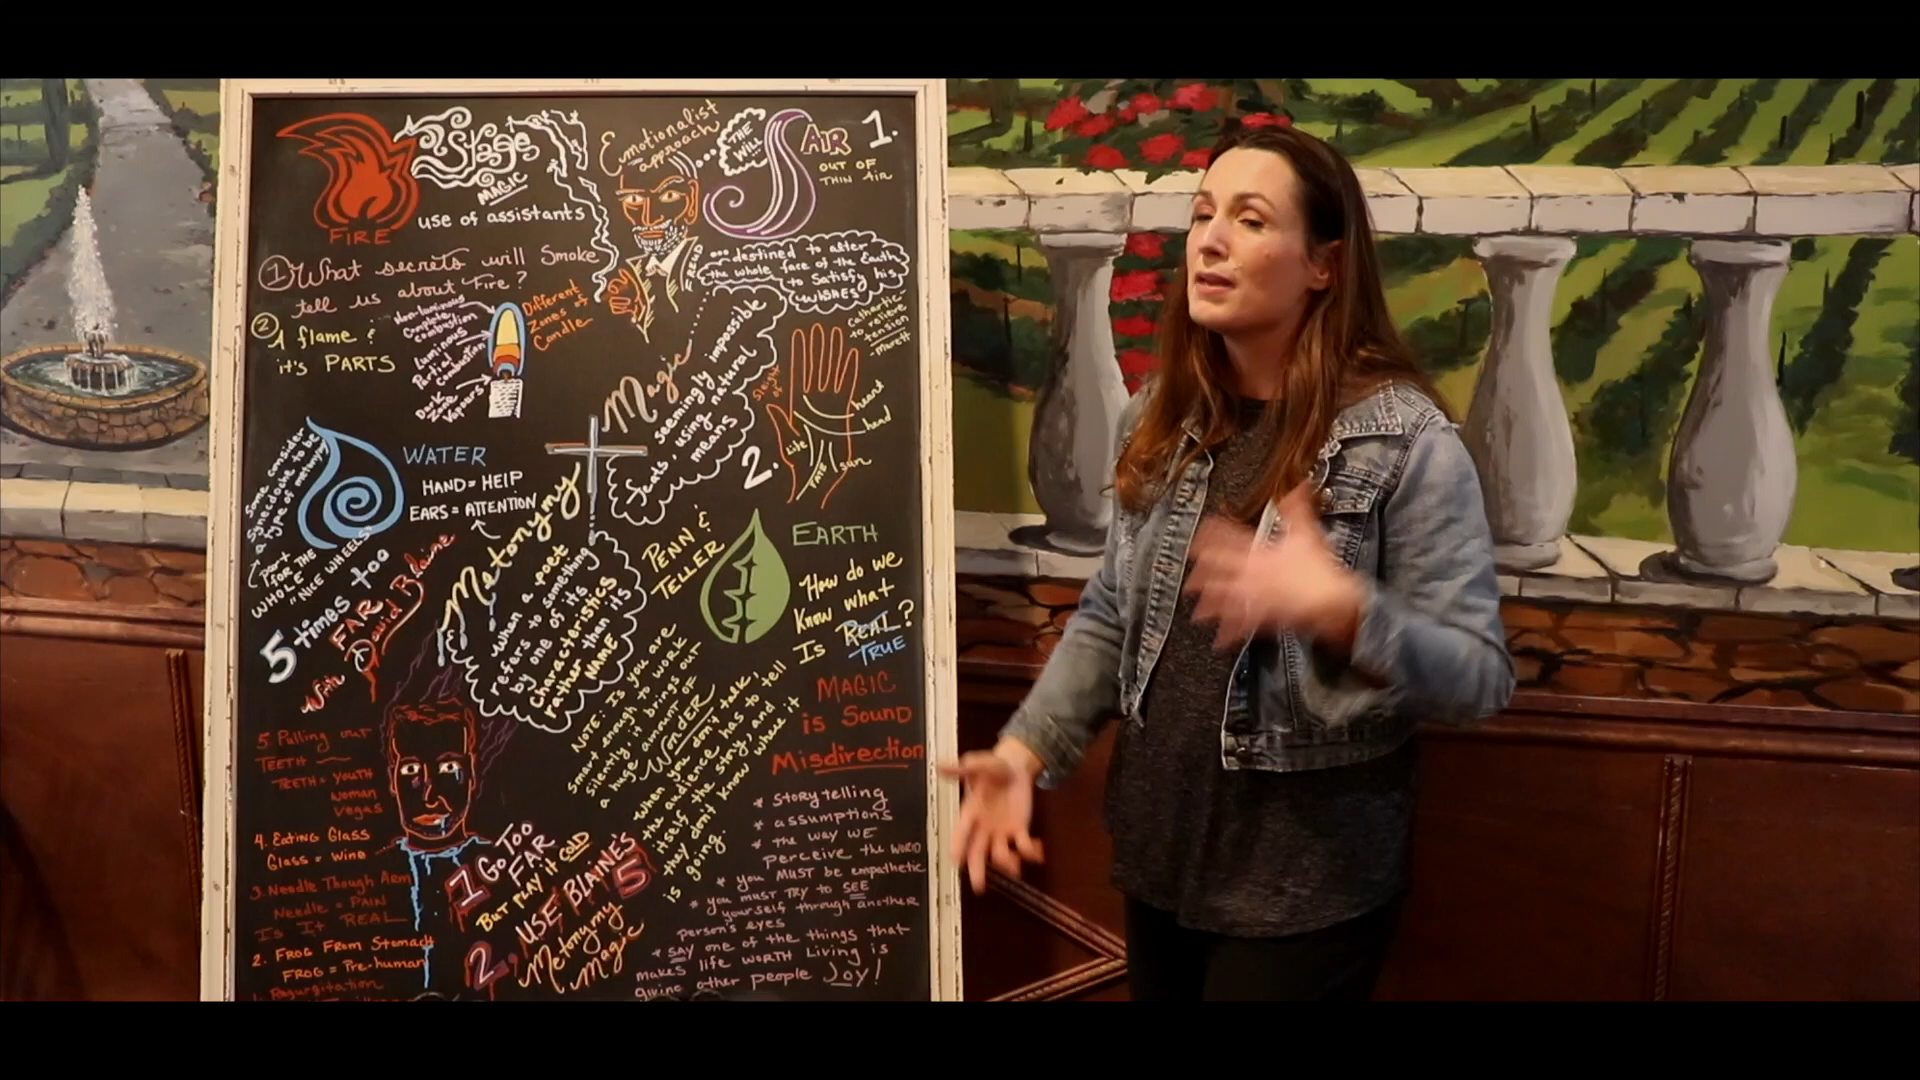 FIRE
Stage
MAGIC
use of assistants
Emotionalist
approach
...THE
WILL
AIR
1.
OUT OF
THIN Air
① What secrets will Smoke
tell us about Fire?
② 1 flame &
it's PARTS
Non-luminous
Complete
combustion
Luminous
Partial
Combustion
Dark
Zone
Vapours
Different
Zones of
Candle
...destined to alter
the whole face of the Earth
to Satisfy his
WISHES
Cathartic-
to relieve
tension
-Marett
Magic
feats, seemingly impossible
using natural
means
2.
heart
head
Life
FATE
sun
WATER
HAND = HElP
EARS = ATTENTION
Some consider
synecdoche to be
a type of metonymy
part
FOR THE
WHOLE
"NICE WHEELS"
5 times too
FAR
With David Blaine
Metonymy
when a poet
refers to something
by one of its
characteristics
rather than its
NAME
PENN &
TELLER
EARTH
How do we
Know what
Is REAL?
TRUE
NOTE: IS you are
smart enough to work
silently, it brings out
a huge amount of
WonDER
When you don't talk,
the audience has to tell
itself the story, and
they don't know where it
is going.
MAGIC
is Sound
Misdirection
* storytelling
* assumptions
* the way WE
perceive the WORlD
* you MUST be empathetic
* you must TRY to SEE
yourself through another
person's eyes
* SAY one of the things that
makes life WORTH Living is
giving other people Joy!
5. Pulling out
TEETH
TEETH = YOUTH
woman
Vegas
4. Eating Glass
Glass = Wine
3. Needle Though Arm
Needle = PAIN
Is It REAL
2. FROG FROM Stomach
FROG = Pre-human
1. Regurgitation
1 Go Too
FAR
BUT PLAY it COLD
2, USE BLAINE'S
5
Metonymy
Magic